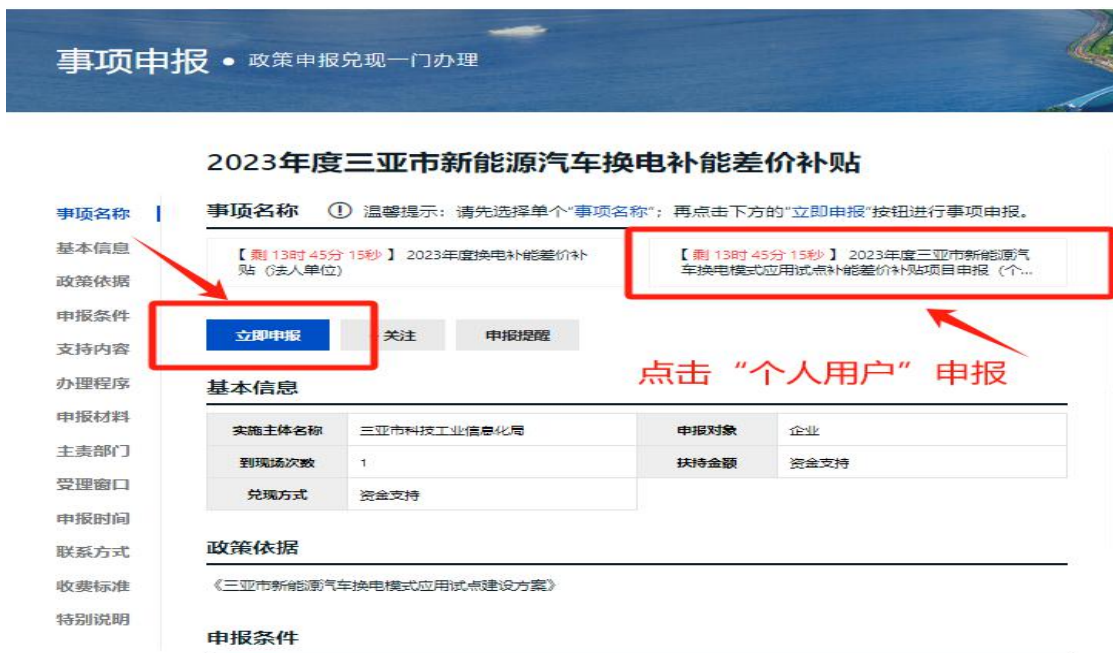 事项申报 • 政策申报兑现一门办理
2023年度三亚市新能源汽车换电补能差价补贴
事项名称
基本信息
政策依据
申报条件
支持内容
办理程序
申报材料
主责部门
受理窗口
申报时间
联系方式
收费标准
特别说明
事项名称 ! 温馨提示：请先选择单个“事项名称”；再点击下方的“立即申报”按钮进行事项申报。
【 剩 13时 45分 15秒 】 2023年度换电补能差价补
贴（法人单位）
【 剩 13时 45分 15秒 】 2023年度三亚市新能源汽
车换电模式应用试点补能差价补贴项目申报（个...
立即申报
关注
申报提醒
点击“个人用户”申报
基本信息
实施主体名称 三亚市科技工业信息化局 申报对象 企业
到现场次数 1 扶持金额 资金支持
兑现方式 资金支持
政策依据
《三亚市新能源汽车换电模式应用试点建设方案》
申报条件